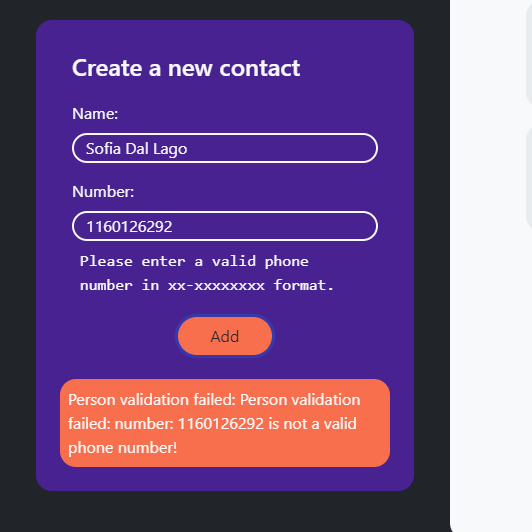 Create a new contact
Name:
Sofia Dal Lago
Number:
1160126292
Please enter a valid phone
number in xx-xxxxxxxx format.
Add
Person validation failed: Person validation
failed: number: 1160126292 is not a valid
phone number!